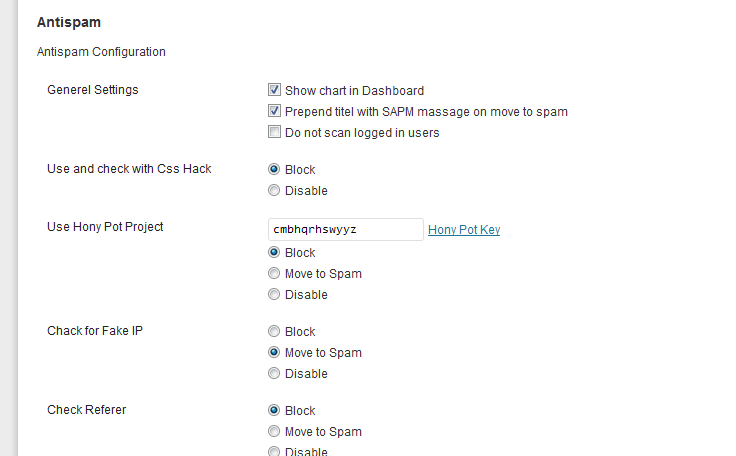 Antispam
Antispam Configuration
Generel Settings
Show chart in Dashboard
Prepend titel with SAPM massage on move to spam
Do not scan logged in users
Use and check with Css Hack
Block
Disable
Use Hony Pot Project
cmbhqrhswyyz Hony Pot Key
Block
Move to Spam
Disable
Chack for Fake IP
Block
Move to Spam
Disable
Check Referer
Block
Move to Spam
Disable